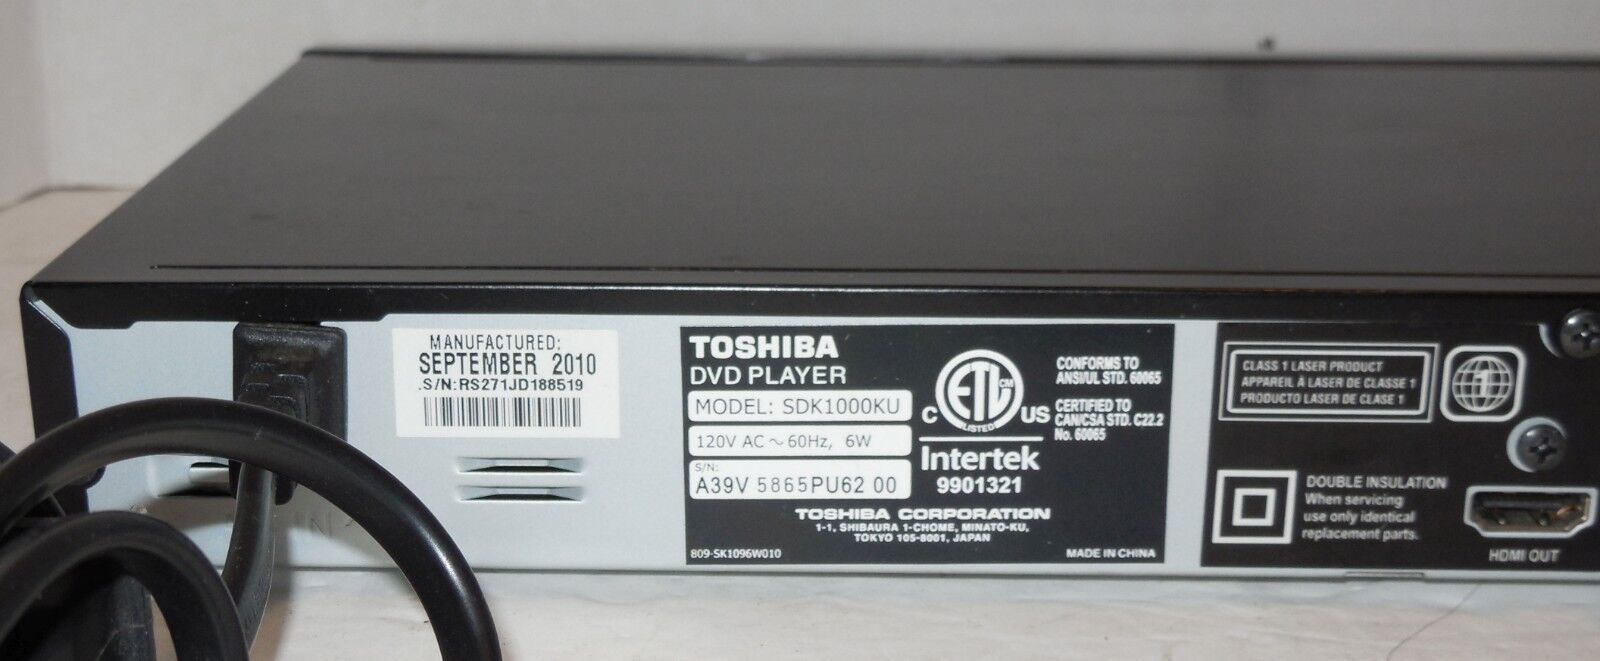 MANUFACTURED:
SEPTEMBER 2010
.S/N:RS271JD188519
TOSHIBA
DVD PLAYER
MODEL: SDK1000KU
120V AC ~ 60Hz, 6W
S/N:
A39V 5865PU62 00
809-SK1096W010
ETL CM
LISTED
C US
Intertek
9901321
CONFORMS TO
ANSI/UL STD. 60065
CERTIFIED TO
CAN/CSA STD. C22.2
No. 60065
TOSHIBA CORPORATION
1-1, SHIBAURA 1-CHOME, MINATO-KU,
TOKYO 105-8001, JAPAN
MADE IN CHINA
CLASS 1 LASER PRODUCT
APPAREIL À LASER DE CLASSE 1
PRODUCTO LASER DE CLASE 1
1
DOUBLE INSULATION
When servicing
use only identical
replacement parts.
HDMI OUT